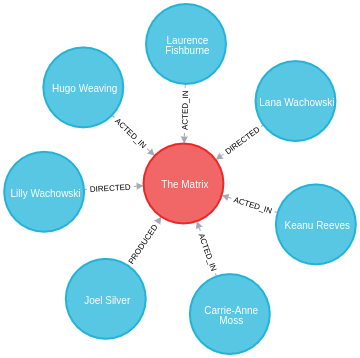 Laurence
Fishburne
Hugo Weaving
ACTED_IN
Lana Wachowski
ACTED_IN
DIRECTED
Lilly Wachowski
DIRECTED
The Matrix
ACTED_IN
Keanu Reeves
PRODUCED
ACTED_IN
Joel Silver
Carrie-Anne
Moss